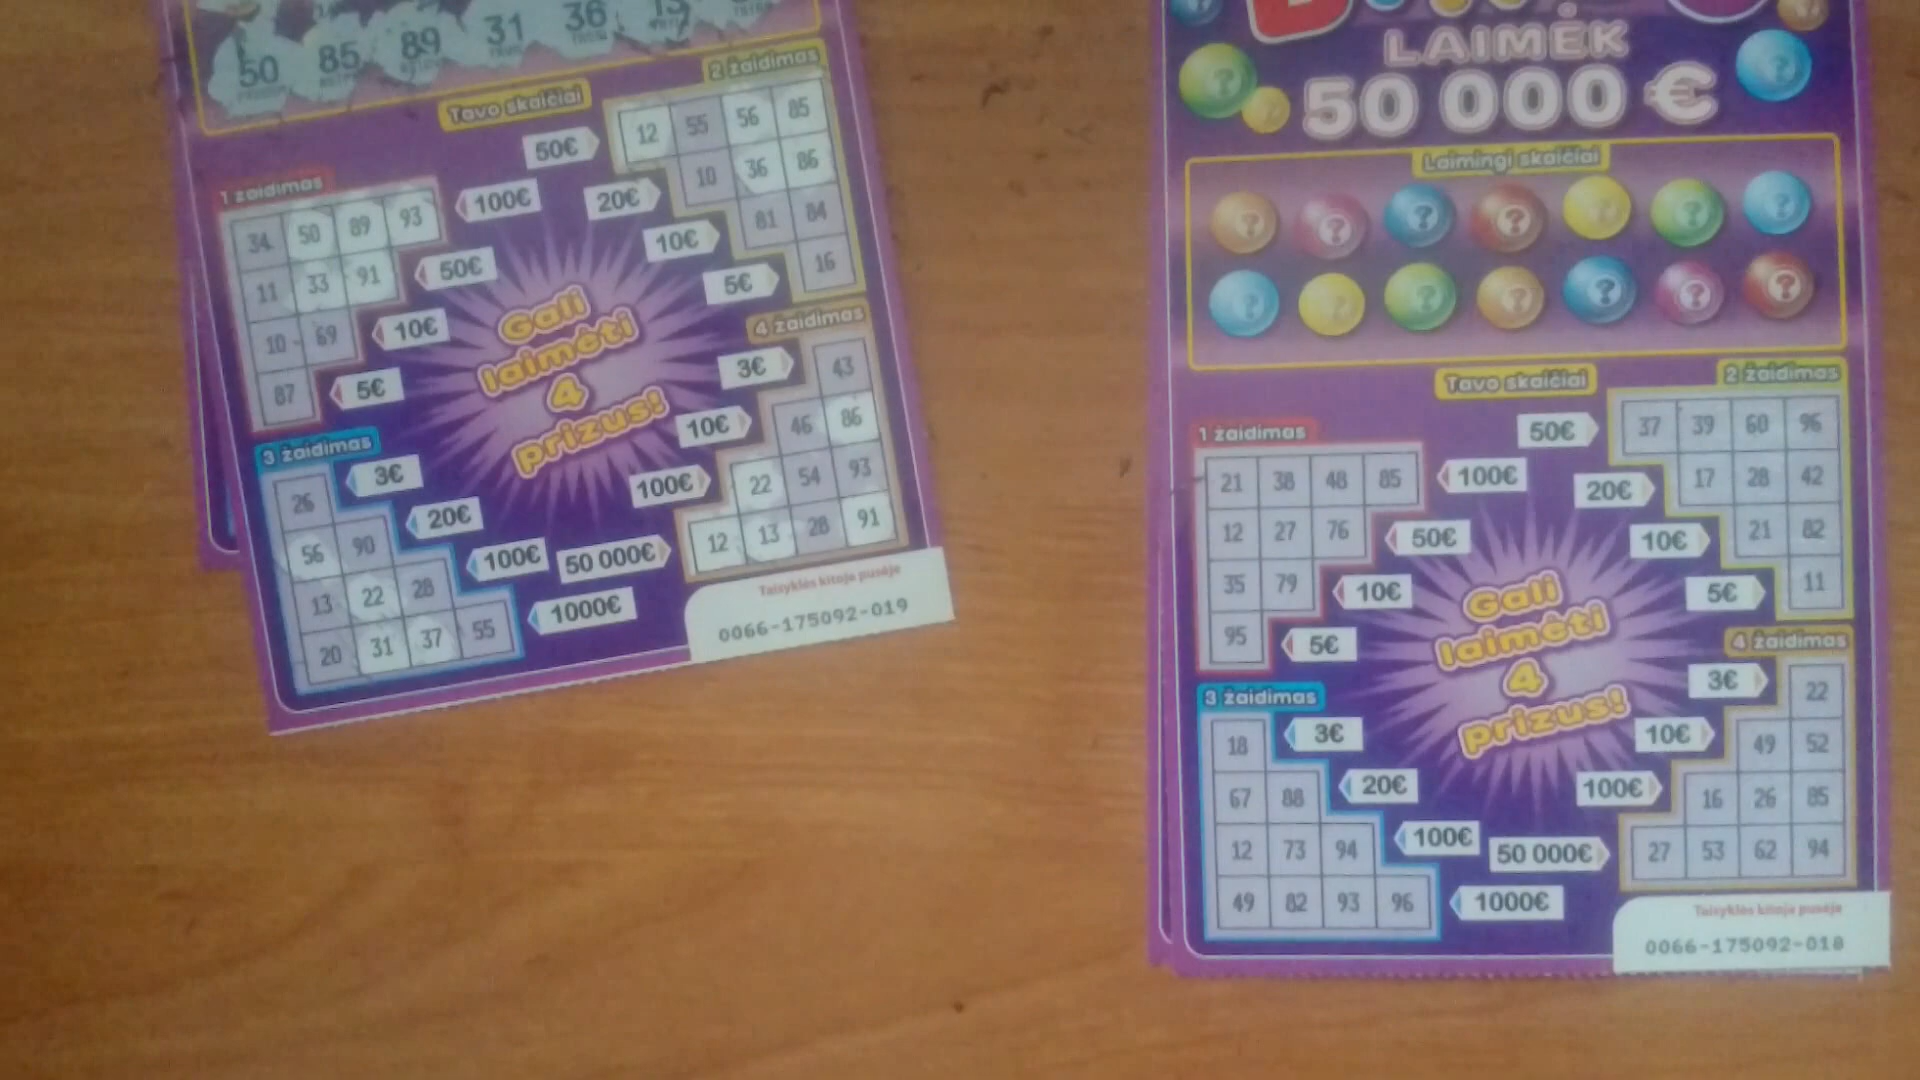 50 85 89 31 36 13
Tavo skaičiai
2 žaidimas
50€ 12 55 56 85
20€ 10 36 86
10€ 81 84
5€ 16
1 žaidimas
34 50 89 93 100€
11 33 91 50€
10 69 10€
87 5€
Gali
laimėti
4
prizus!
3 žaidimas
26 3€
56 90 20€
13 22 28 100€
20 31 37 55 1000€
4 žaidimas
3€ 43
10€ 46 86
100€ 22 54 93
50 000€ 12 13 28 91
Taisyklės kitoje pusėje
0066-175092-019
LAIMĖK
50 000 €
Laimingi skaičiai
? ? ? ? ? ? ?
? ? ? ? ? ? ?
Tavo skaičiai
2 žaidimas
50€ 37 39 60 96
20€ 17 28 42
10€ 21 82
5€ 11
1 žaidimas
21 38 48 85 100€
12 27 76 50€
35 79 10€
95 5€
Gali
laimėti
4
prizus!
3 žaidimas
18 3€
67 88 20€
12 73 94 100€
49 82 93 96 1000€
4 žaidimas
3€ 22
10€ 49 52
100€ 16 26 85
50 000€ 27 53 62 94
Taisyklės kitoje pusėje
0066-175092-018